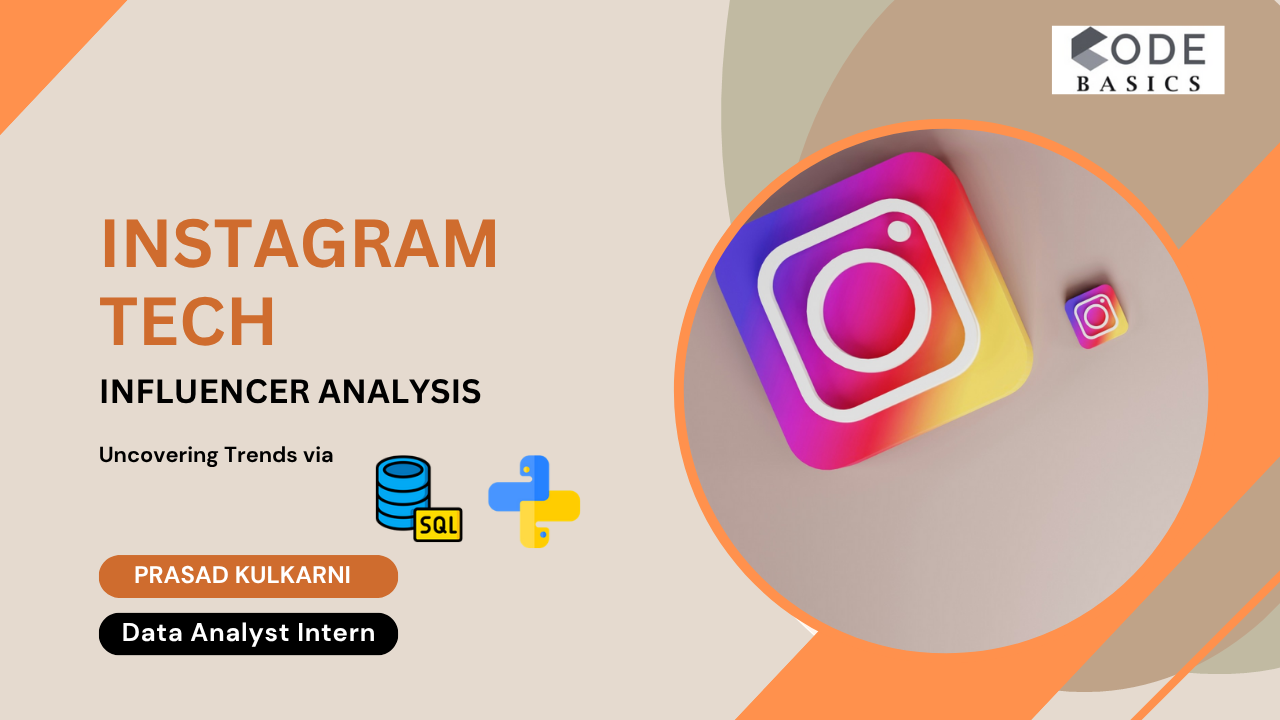 CODE
BASICS
INSTAGRAM
TECH
INFLUENCER ANALYSIS
Uncovering Trends via
SQL
PRASAD KULKARNI
Data Analyst Intern